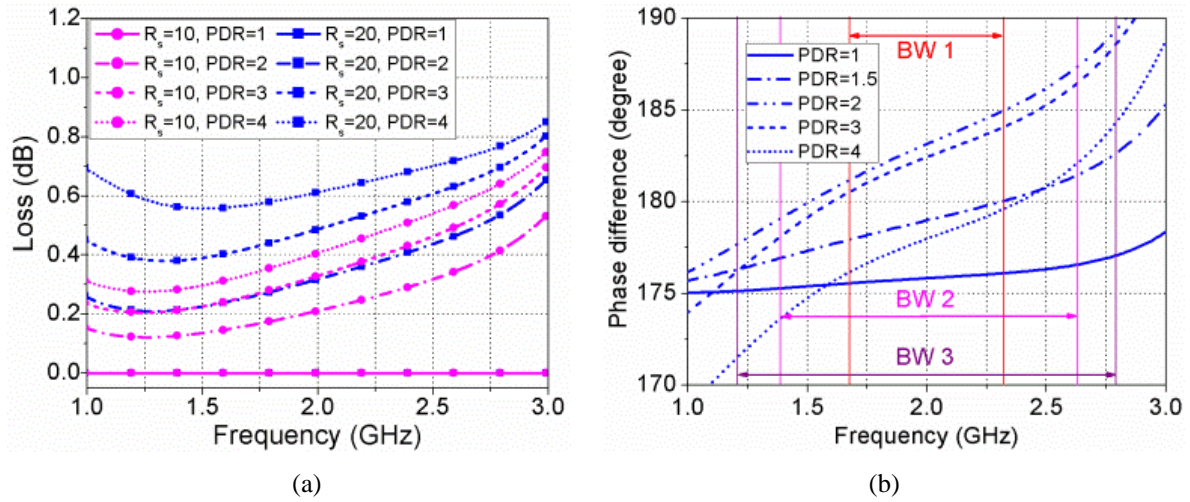 1.2
1.0
0.8
0.6
0.4
0.2
0.0
Loss (dB)
Rs=10, PDR=1
Rs=10, PDR=2
Rs=10, PDR=3
Rs=10, PDR=4
Rs=20, PDR=1
Rs=20, PDR=2
Rs=20, PDR=3
Rs=20, PDR=4
1.0 1.5 2.0 2.5 3.0
Frequency (GHz)
(a)
190
185
180
175
170
Phase difference (degree)
PDR=1
PDR=1.5
PDR=2
PDR=3
PDR=4
BW 1
BW 2
BW 3
1.0 1.5 2.0 2.5 3.0
Frequency (GHz)
(b)